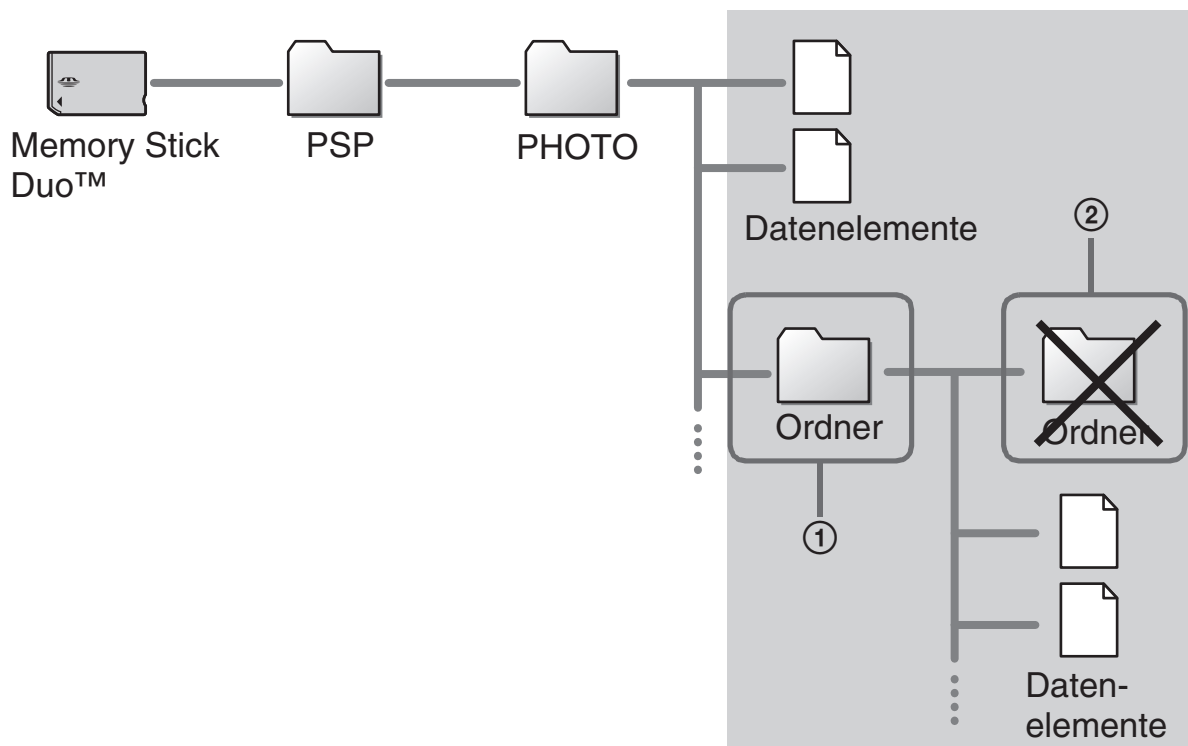 Memory Stick
Duo™
PSP
PHOTO
Datenelemente
②
Ordner
Ordner
①
Daten-
elemente